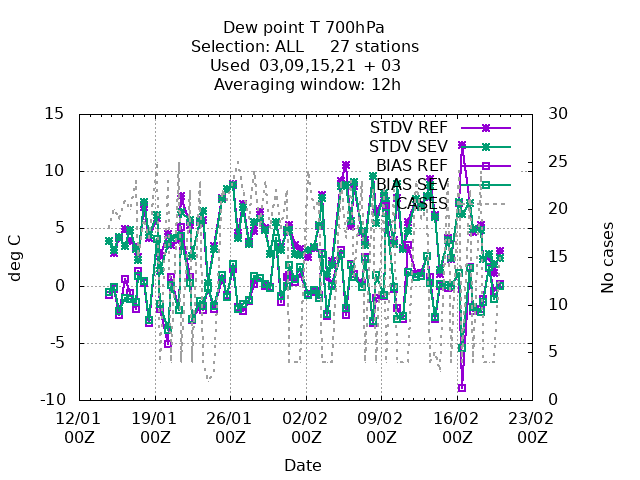 Dew point T 700hPa
Selection: ALL     27 stations
Used  03,09,15,21 + 03
Averaging window: 12h
15
10
5
0
-5
-10
deg C
30
25
20
15
10
5
0
No cases
STDV REF
STDV SEV
BIAS REF
BIAS SEV
CASES
12/01 19/01 26/01 02/02 09/02 16/02 23/02
00Z 00Z 00Z 00Z 00Z 00Z 00Z
Date